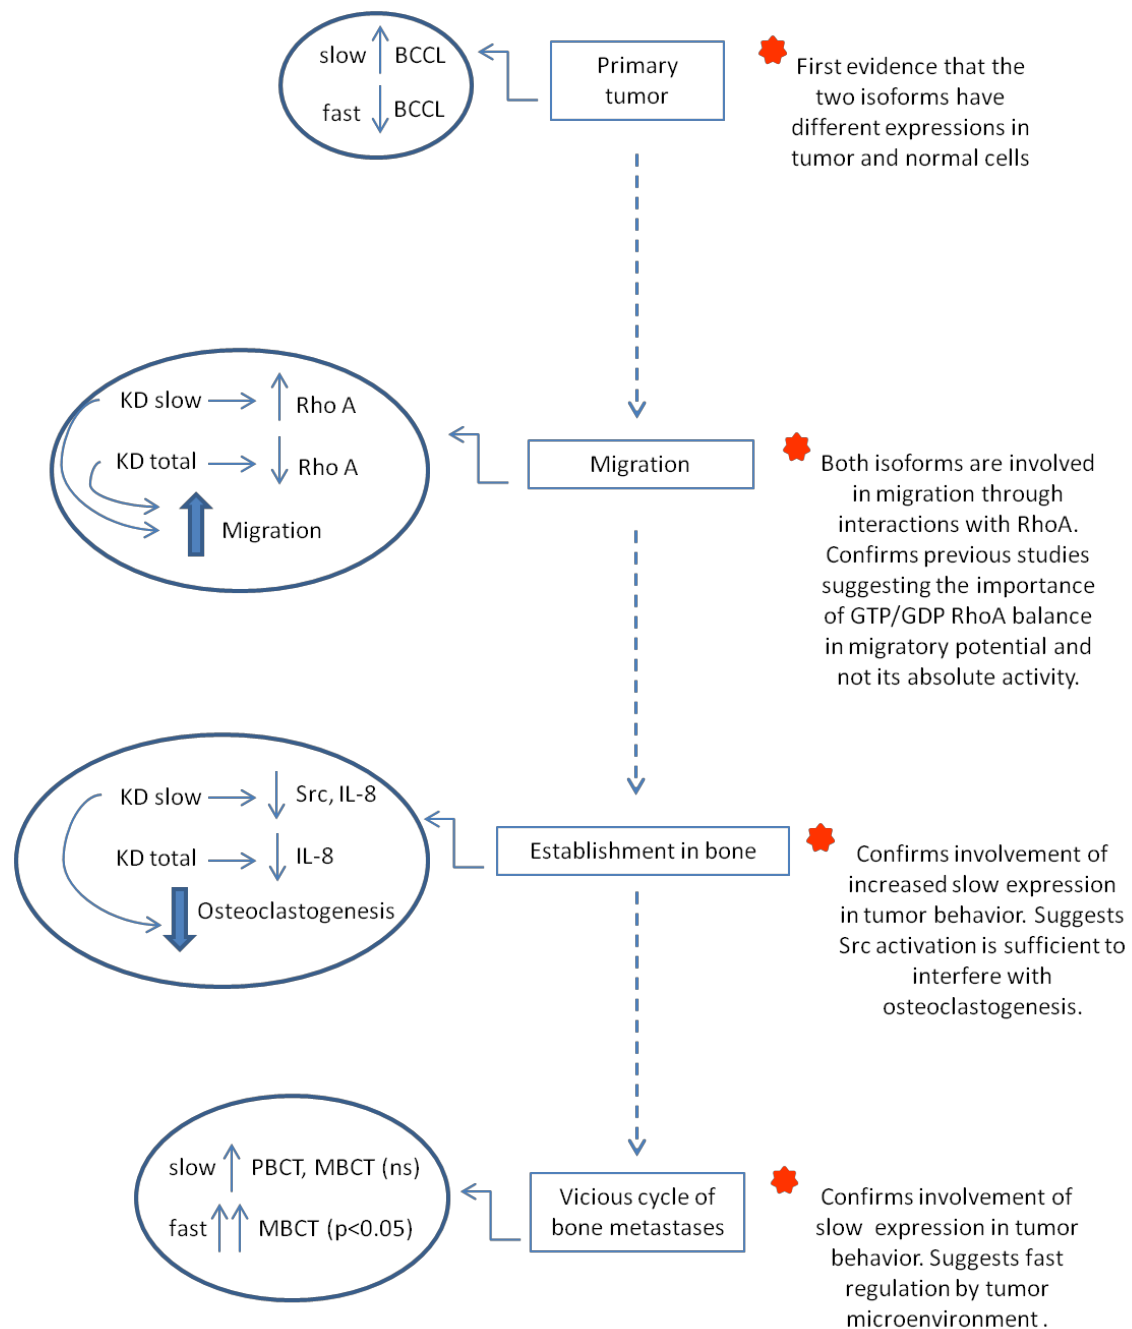 slow BCCL
fast BCCL
Primary
tumor
First evidence that the
two isoforms have
different expressions in
tumor and normal cells
KD slow Rho A
KD total Rho A
Migration
Migration
Both isoforms are involved
in migration through
interactions with RhoA.
Confirms previous studies
suggesting the importance
of GTP/GDP RhoA balance
in migratory potential and
not its absolute activity.
KD slow Src, IL-8
KD total IL-8
Osteoclastogenesis
Establishment in bone
Confirms involvement of
increased slow expression
in tumor behavior. Suggests
Src activation is sufficient to
interfere with
osteoclastogenesis.
slow PBCT, MBCT (ns)
fast MBCT (p<0.05)
Vicious cycle of
bone metastases
Confirms involvement of
slow expression in tumor
behavior. Suggests fast
regulation by tumor
microenvironment .